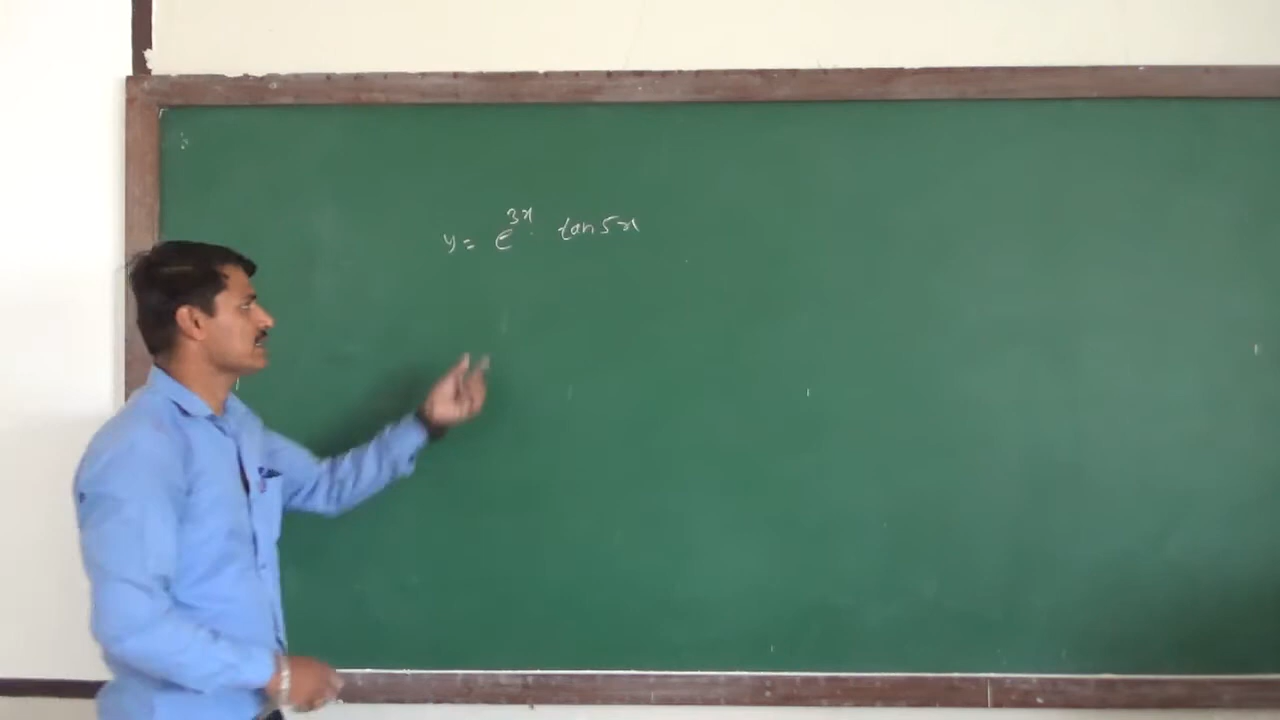 y = e^{3x} · tan 5x